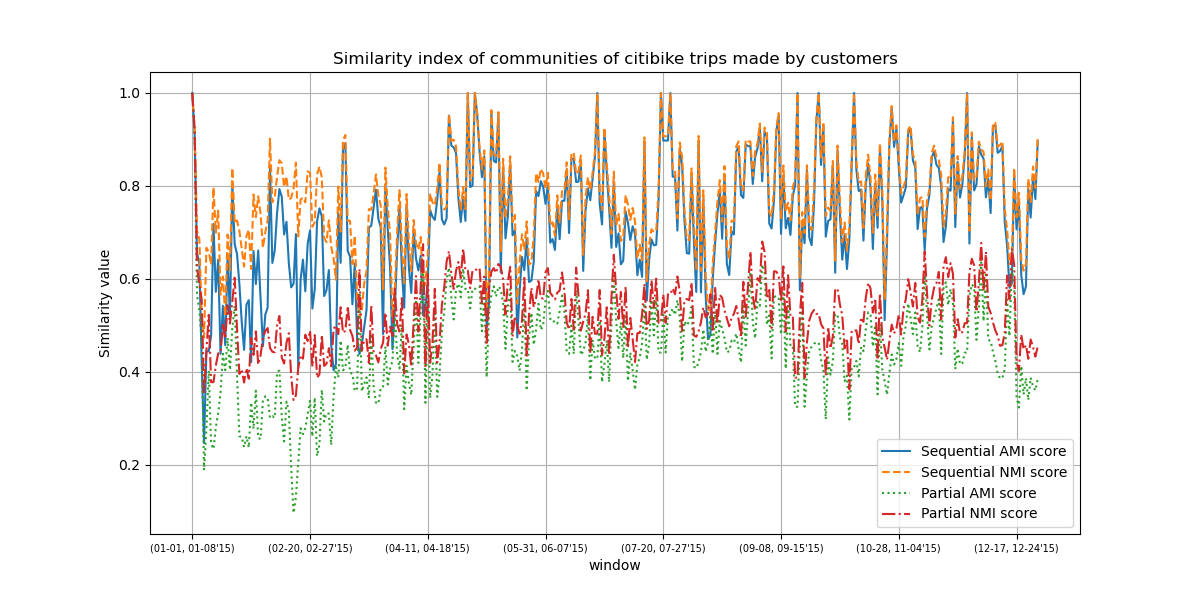 Similarity index of communities of citibike trips made by customers
Similarity value
1.0
0.8
0.6
0.4
0.2
Sequential AMI score
Sequential NMI score
Partial AMI score
Partial NMI score
(01-01, 01-08'15) (02-20, 02-27'15) (04-11, 04-18'15) (05-31, 06-07'15) (07-20, 07-27'15) (09-08, 09-15'15) (10-28, 11-04'15) (12-17, 12-24'15)
window